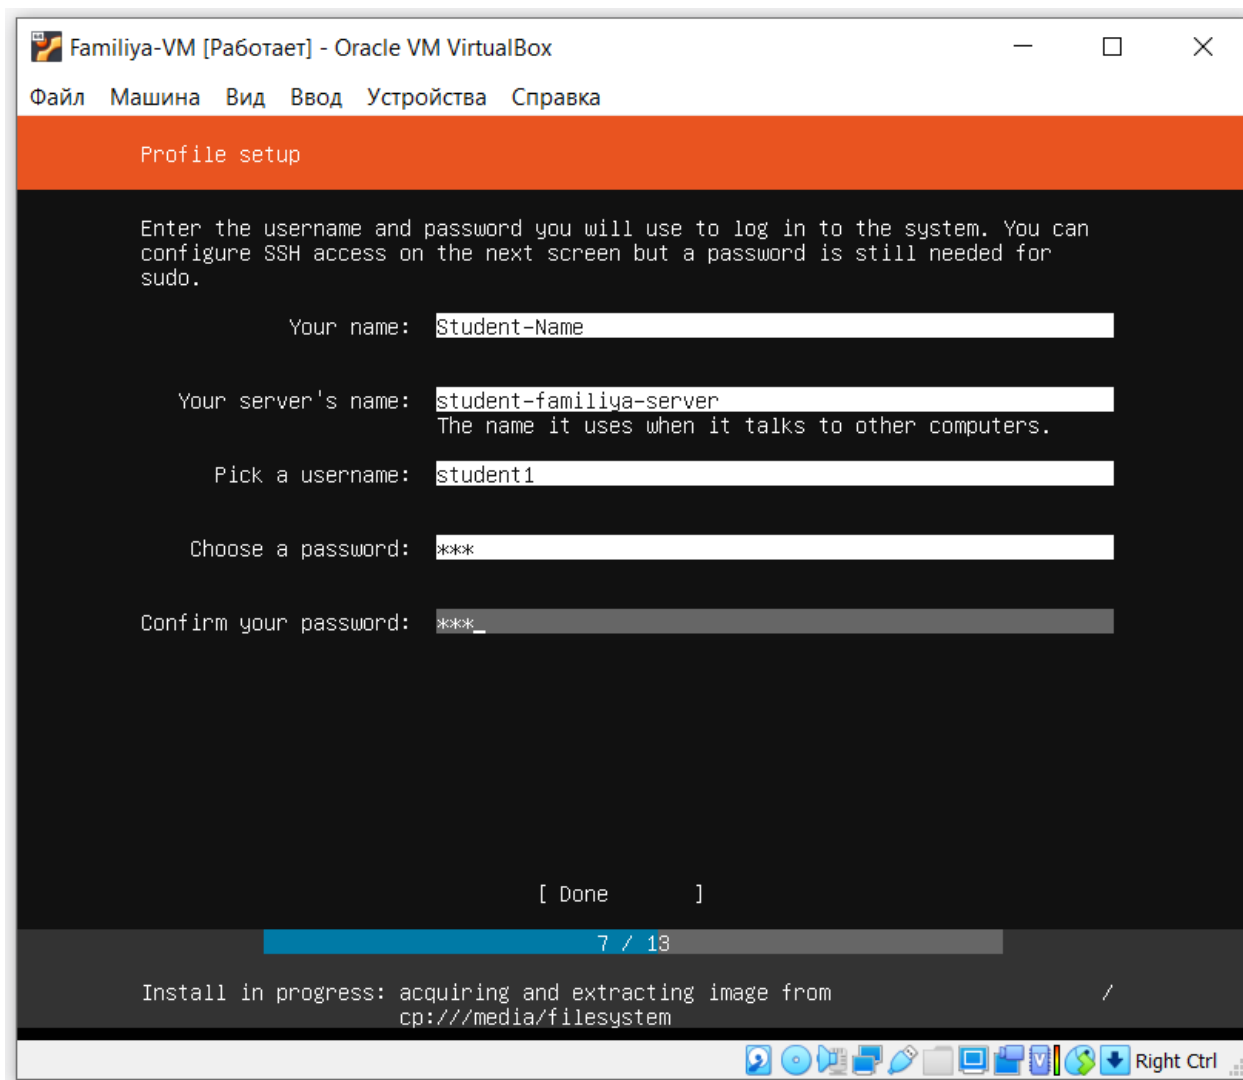 Familiya-VM [Работает] - Oracle VM VirtualBox
Файл Машина Вид Ввод Устройства Справка
Profile setup
Enter the username and password you will use to log in to the system. You can
configure SSH access on the next screen but a password is still needed for
sudo.
Your name: Student-Name
Your server's name: student-familiya-server
The name it uses when it talks to other computers.
Pick a username: student1
Choose a password: ***
Confirm your password: ***_
[ Done ]
7 / 13
Install in progress: acquiring and extracting image from /
cp:///media/filesystem
Right Ctrl